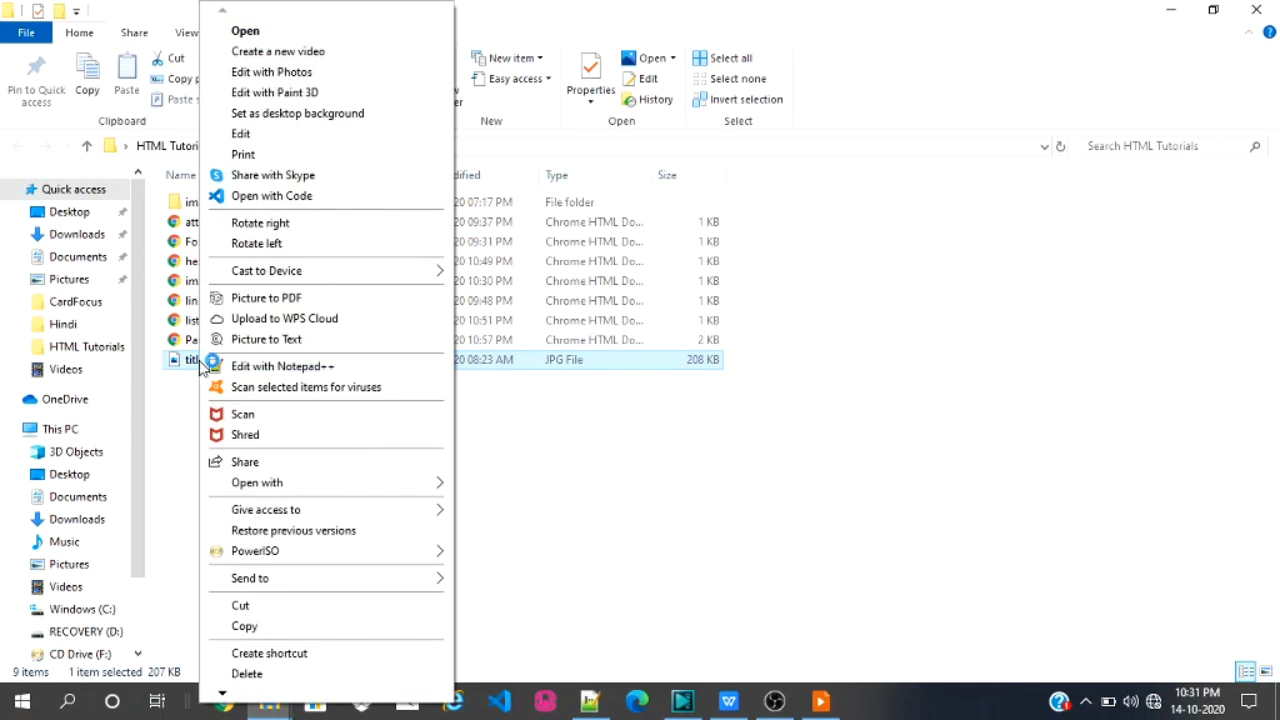 File Home Share View
Pin to Quick access
Copy
Paste
Cut
Copy
Paste
Clipboard
New item
Easy access
New
Properties
Open
Edit
History
Open
Select all
Select none
Invert selection
Select
HTML Tutori
Search HTML Tutorials
Name Type Size
Quick access
Desktop
Downloads
Documents
Pictures
CardFocus
Hindi
HTML Tutorials
Videos
OneDrive
This PC
3D Objects
Desktop
Documents
Downloads
Music
Pictures
Videos
Windows (C:)
RECOVERY (D:)
CD Drive (F:)
20 07:17 PM File folder
20 09:37 PM Chrome HTML Do... 1 KB
20 09:31 PM Chrome HTML Do... 1 KB
20 10:49 PM Chrome HTML Do... 1 KB
20 10:30 PM Chrome HTML Do... 1 KB
20 09:48 PM Chrome HTML Do... 1 KB
20 10:51 PM Chrome HTML Do... 1 KB
20 10:57 PM Chrome HTML Do... 2 KB
20 08:23 AM JPG File 208 KB
Open
Create a new video
Edit with Photos
Edit with Paint 3D
Set as desktop background
Edit
Print
Share with Skype
Open with Code
Rotate right
Rotate left
Cast to Device
Picture to PDF
Upload to WPS Cloud
Picture to Text
Edit with Notepad++
Scan selected items for viruses
Scan
Shred
Share
Open with
Give access to
Restore previous versions
PowerISO
Send to
Cut
Copy
Create shortcut
Delete
9 items 1 item selected 207 KB
10:31 PM
14-10-2020